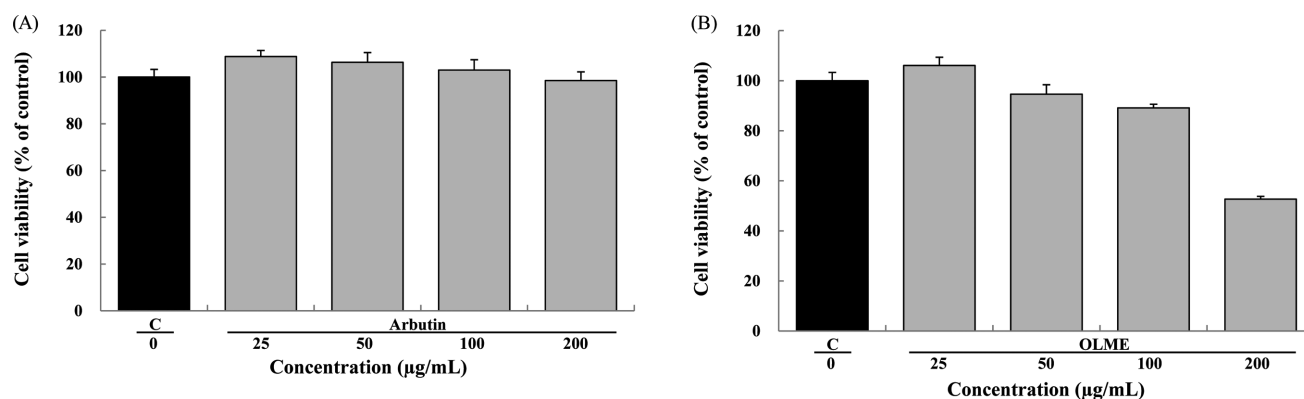 (A)
Cell viability (% of control)
120
100
80
60
40
20
0
C
Arbutin
0 25 50 100 200
Concentration (µg/mL)
(B)
Cell viability (% of control)
120
100
80
60
40
20
0
C
OLME
0 25 50 100 200
Concentration (µg/mL)